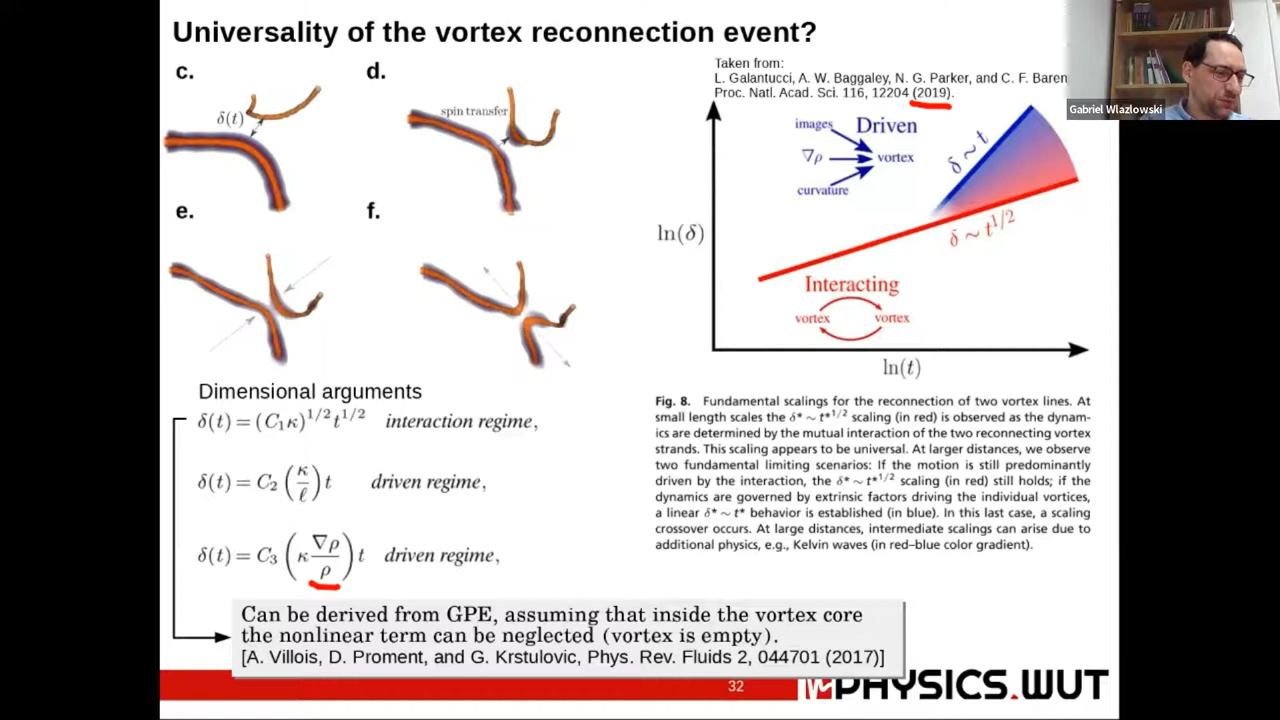 Universality of the vortex reconnection event?
Taken from:
L. Galantucci, A. W. Baggaley, N. G. Parker, and C. F. Baren
Proc. Natl. Acad. Sci. 116, 12204 (2019).
Gabriel Wlazlowski
c.
d.
δ(t)
spin transfer
e.
f.
images
Driven
∇ρ
vortex
curvature
δ ~ t
ln(δ)
δ ~ t^1/2
Interacting
vortex
vortex
ln(t)
Dimensional arguments
δ(t) = (C₁κ)^1/2 t^1/2 interaction regime,
δ(t) = C₂ (κ/ℓ) t driven regime,
δ(t) = C₃ (κ ∇ρ/ρ) t driven regime,
Fig. 8. Fundamental scalings for the reconnection of two vortex lines. At
small length scales the δ* ~ t*^1/2 scaling (in red) is observed as the dynam-
ics are determined by the mutual interaction of the two reconnecting vortex
strands. This scaling appears to be universal. At larger distances, we observe
two fundamental limiting scenarios: If the motion is still predominantly
driven by the interaction, the δ* ~ t*^1/2 scaling (in red) still holds; if the
dynamics are governed by extrinsic factors driving the individual vortices,
a linear δ* ~ t* behavior is established (in blue). In this last case, a scaling
crossover occurs. At large distances, intermediate scalings can arise due to
additional physics, e.g., Kelvin waves (in red–blue color gradient).
Can be derived from GPE, assuming that inside the vortex core
the nonlinear term can be neglected (vortex is empty).
[A. Villois, D. Proment, and G. Krstulovic, Phys. Rev. Fluids 2, 044701 (2017)]
32
PHYSICS.WUT